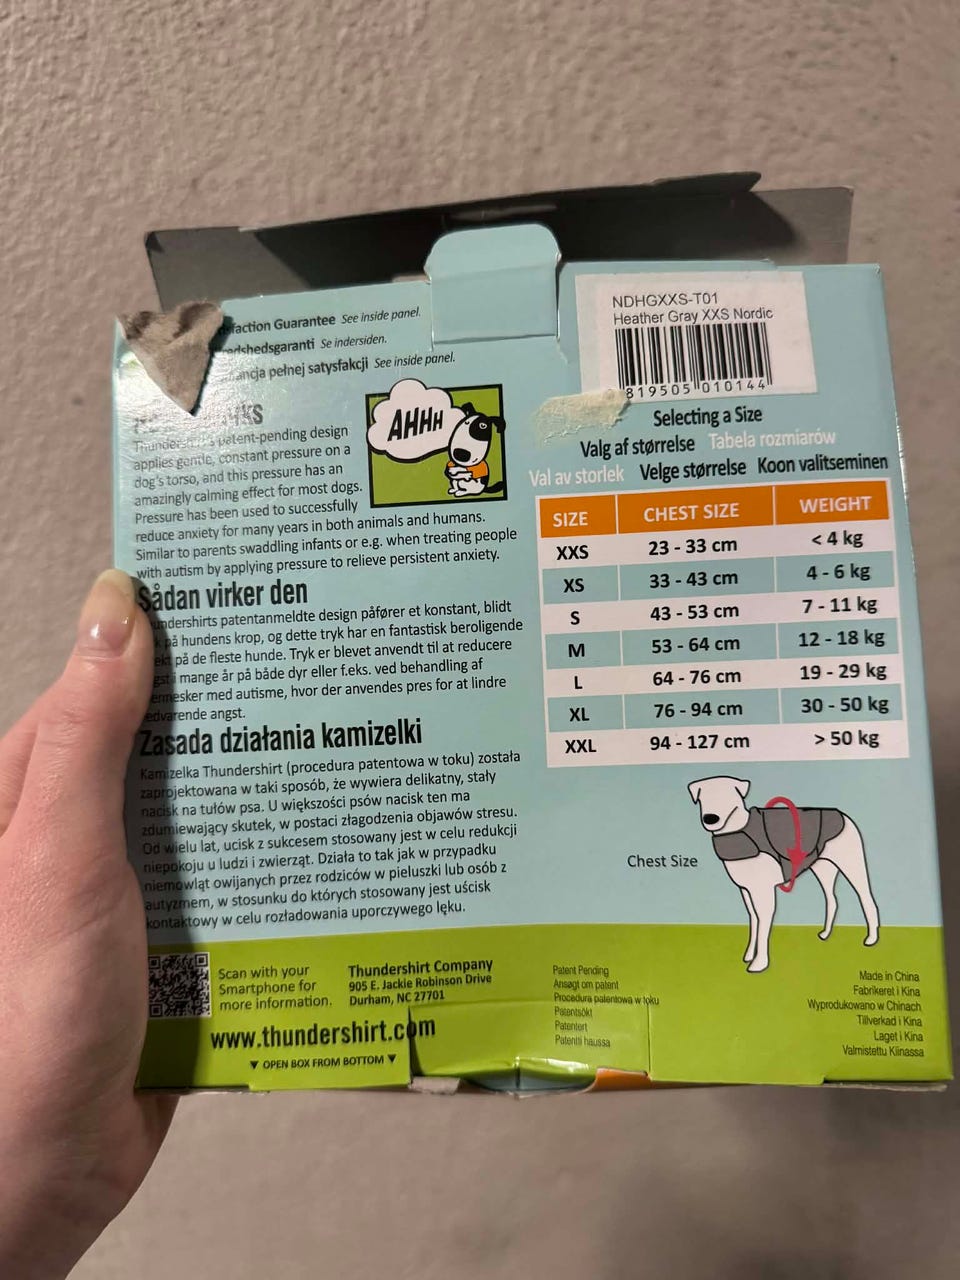 faction Guarantee See inside panel.
edshedsgaranti Se indersiden.
ancja pełnej satysfakcji See inside panel.
patent-pending design
applies gentle, constant pressure on a
dog's torso, and this pressure has an
amazingly calming effect for most dogs.
Pressure has been used to successfully
reduce anxiety for many years in both animals and humans.
Similar to parents swaddling infants or e.g. when treating people
with autism by applying pressure to relieve persistent anxiety.
AHHH
Sådan virker den
undershirts patentanmeldte design påfører et konstant, blidt
på hundens krop, og dette tryk har en fantastisk beroligende
på de fleste hunde. Tryk er blevet anvendt til at reducere
i mange år på både dyr eller f.eks. ved behandling af
ennesker med autisme, hvor der anvendes pres for at lindre
edvarende angst.
Zasada działania kamizelki
Kamizelka Thundershirt (procedura patentowa w toku) została
zaprojektowana w taki sposób, że wywiera delikatny, stały
nacisk na tułów psa. U większości psów nacisk ten ma
zdumiewający skutek, w postaci złagodzenia objawów stresu.
Od wielu lat, ucisk z sukcesem stosowany jest w celu redukcji
niepokoju u ludzi i zwierząt. Działa to tak jak w przypadku
niemowląt owijanych przez rodziców w pieluszki lub osób z
autyzmem, w stosunku do których stosowany jest uścisk
kontaktowy w celu rozładowania uporczywego lęku.
NDHGXXS-T01
Heather Gray XXS Nordic
819505 010144
Selecting a Size
Valg af størrelse Tabela rozmiarów
Val av storlek Velge størrelse Koon valitseminen
SIZE CHEST SIZE WEIGHT
XXS 23 - 33 cm < 4 kg
XS 33 - 43 cm 4 - 6 kg
S 43 - 53 cm 7 - 11 kg
M 53 - 64 cm 12 - 18 kg
L 64 - 76 cm 19 - 29 kg
XL 76 - 94 cm 30 - 50 kg
XXL 94 - 127 cm > 50 kg
Chest Size
Scan with your
Smartphone for
more information.
Thundershirt Company
905 E. Jackie Robinson Drive
Durham, NC 27701
www.thundershirt.com
▼ OPEN BOX FROM BOTTOM ▼
Patent Pending
Ansøgt om patent
Procedura patentowa w toku
Patentsökt
Patentert
Patentti haussa
Made in China
Fabrikeret i Kina
Wyprodukowano w Chinach
Tillverkad i Kina
Laget i Kina
Valmistettu Kiinassa